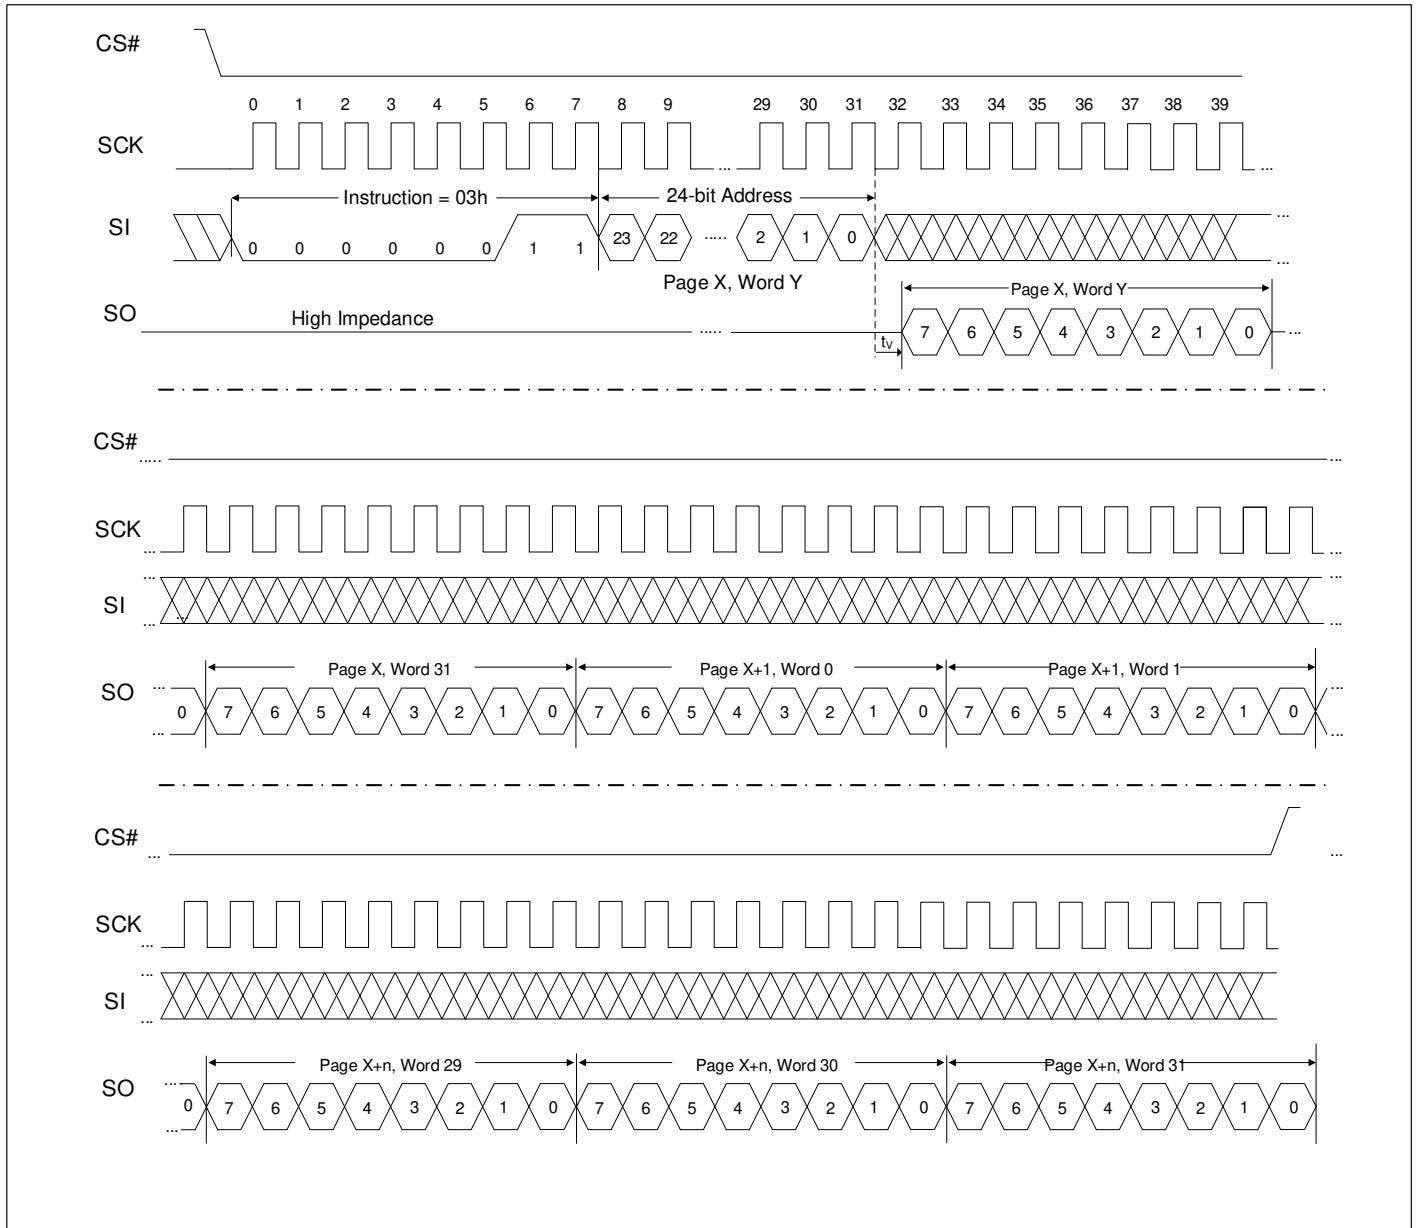 CS#
0 1 2 3 4 5 6 7 8 9 29 30 31 32 33 34 35 36 37 38 39
SCK ... ...
Instruction = 03h 24-bit Address
SI 0 0 0 0 0 0 1 1 23 22 ..... 2 1 0 ... ...
Page X, Word Y
Page X, Word Y
SO High Impedance ..... tV 7 6 5 4 3 2 1 0 ...
CS# ..... ...
SCK ... ...
SI ... ... ... ... ...
Page X, Word 31 Page X+1, Word 0 Page X+1, Word 1
SO ... ... 0 7 6 5 4 3 2 1 0 7 6 5 4 3 2 1 0 7 6 5 4 3 2 1 0 ... ...
CS# ... ...
SCK ...
SI ... ...
Page X+n, Word 29 Page X+n, Word 30 Page X+n, Word 31
SO ... ... 0 7 6 5 4 3 2 1 0 7 6 5 4 3 2 1 0 7 6 5 4 3 2 1 0